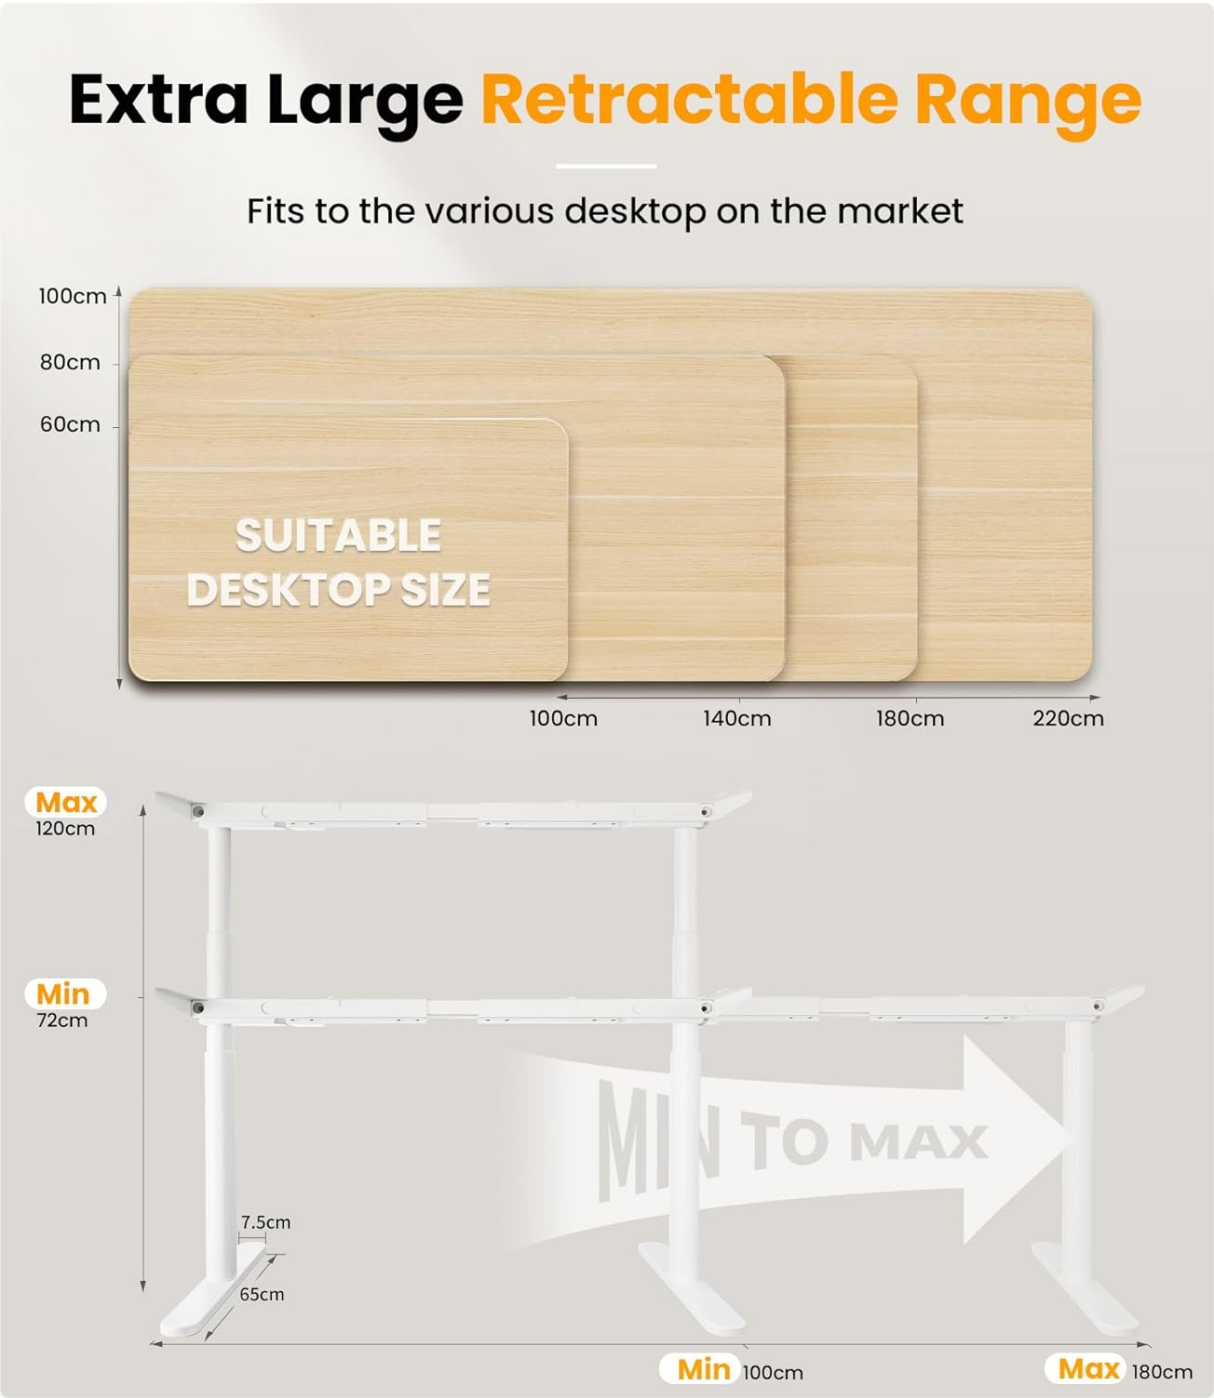 Extra Large Retractable Range
Fits to the various desktop on the market
100cm
80cm
60cm
SUITABLE
DESKTOP SIZE
100cm 140cm 180cm 220cm
Max
120cm
Min
72cm
MIN TO MAX
7.5cm
65cm
Min 100cm Max 180cm